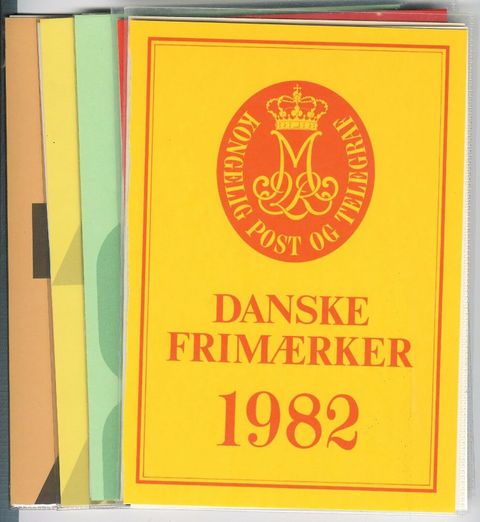 KONGELIG POST OG TELEGRAF
DANSKE
FRIMÆRKER
1982